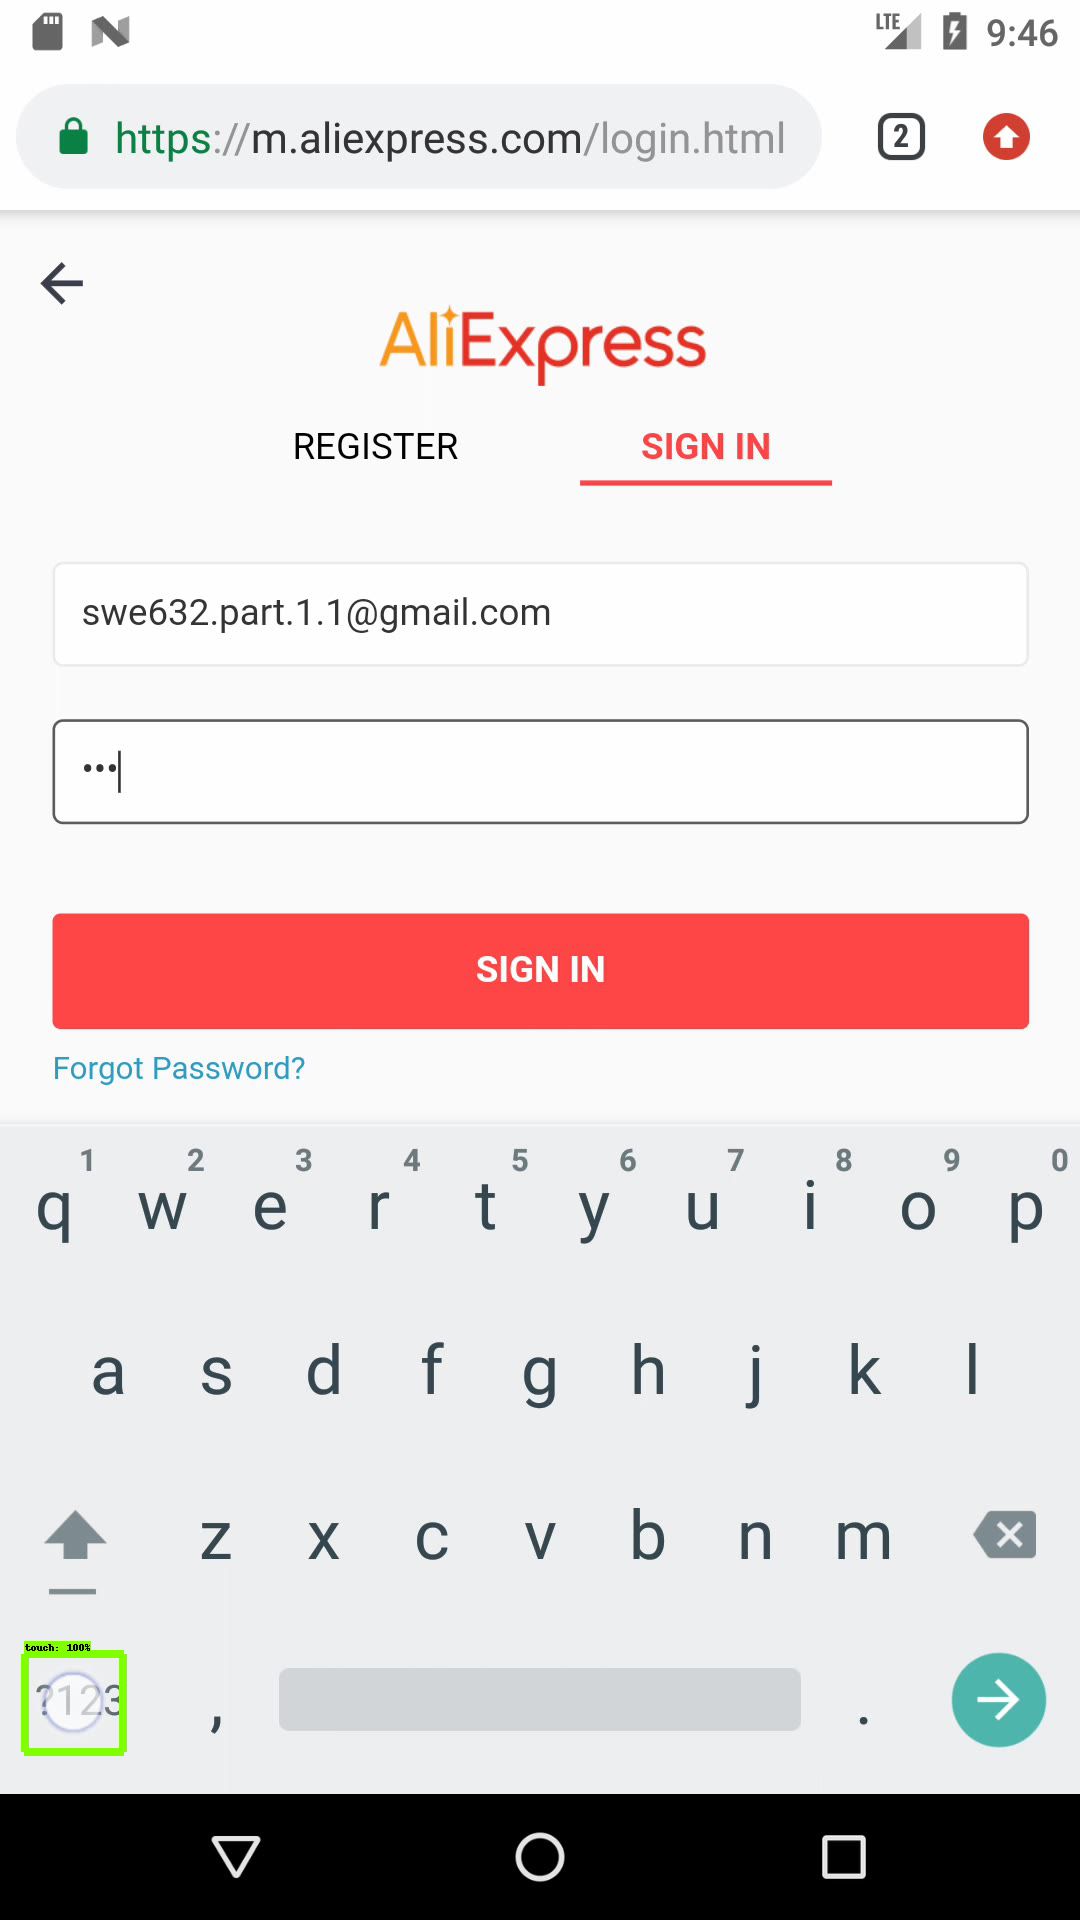 LTE 9:46
https://m.aliexpress.com/login.html 2
AliExpress
REGISTER SIGN IN
swe632.part.1.1@gmail.com
•••
SIGN IN
Forgot Password?
1 2 3 4 5 6 7 8 9 0
q w e r t y u i o p
a s d f g h j k l
z x c v b n m
touch: 100%
?123 , .